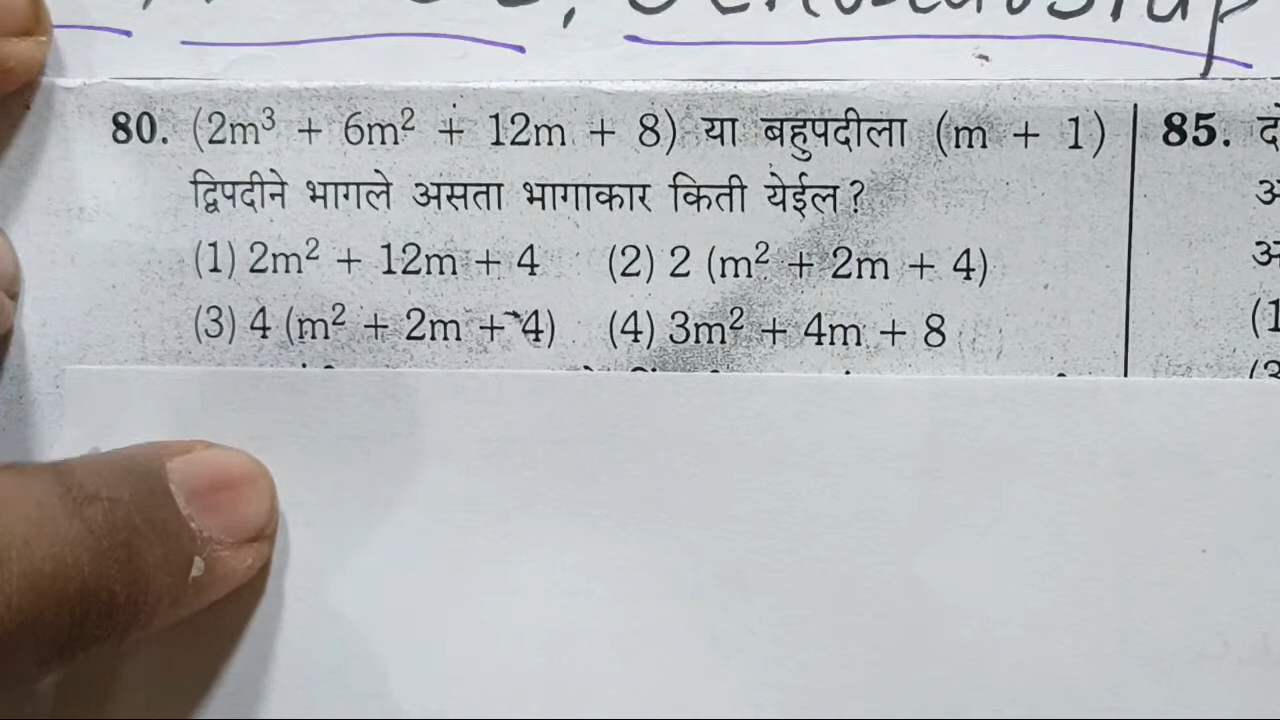 80. (2m³ + 6m² + 12m + 8) या बहुपदीला (m + 1)
द्विपदीने भागले असता भागाकार किती येईल?
(1) 2m² + 12m + 4 (2) 2 (m² + 2m + 4)
(3) 4 (m² + 2m + 4) (4) 3m² + 4m + 8
85.
(1